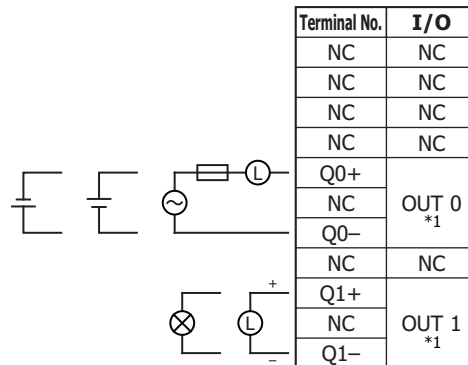 Terminal No. I/O
NC NC
NC NC
NC NC
NC NC
Q0+
L
NC OUT 0
*1
Q0–
NC NC
+ Q1+
L
NC OUT 1
*1
– Q1–